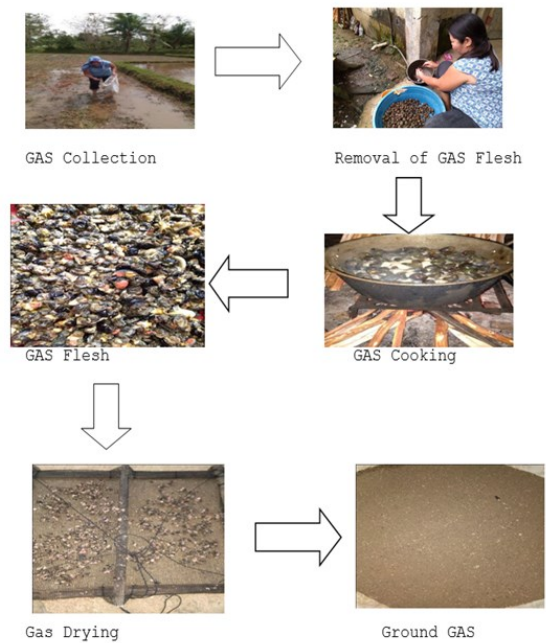 GAS Collection
Removal of GAS Flesh
GAS Cooking
GAS Flesh
Gas Drying
Ground GAS